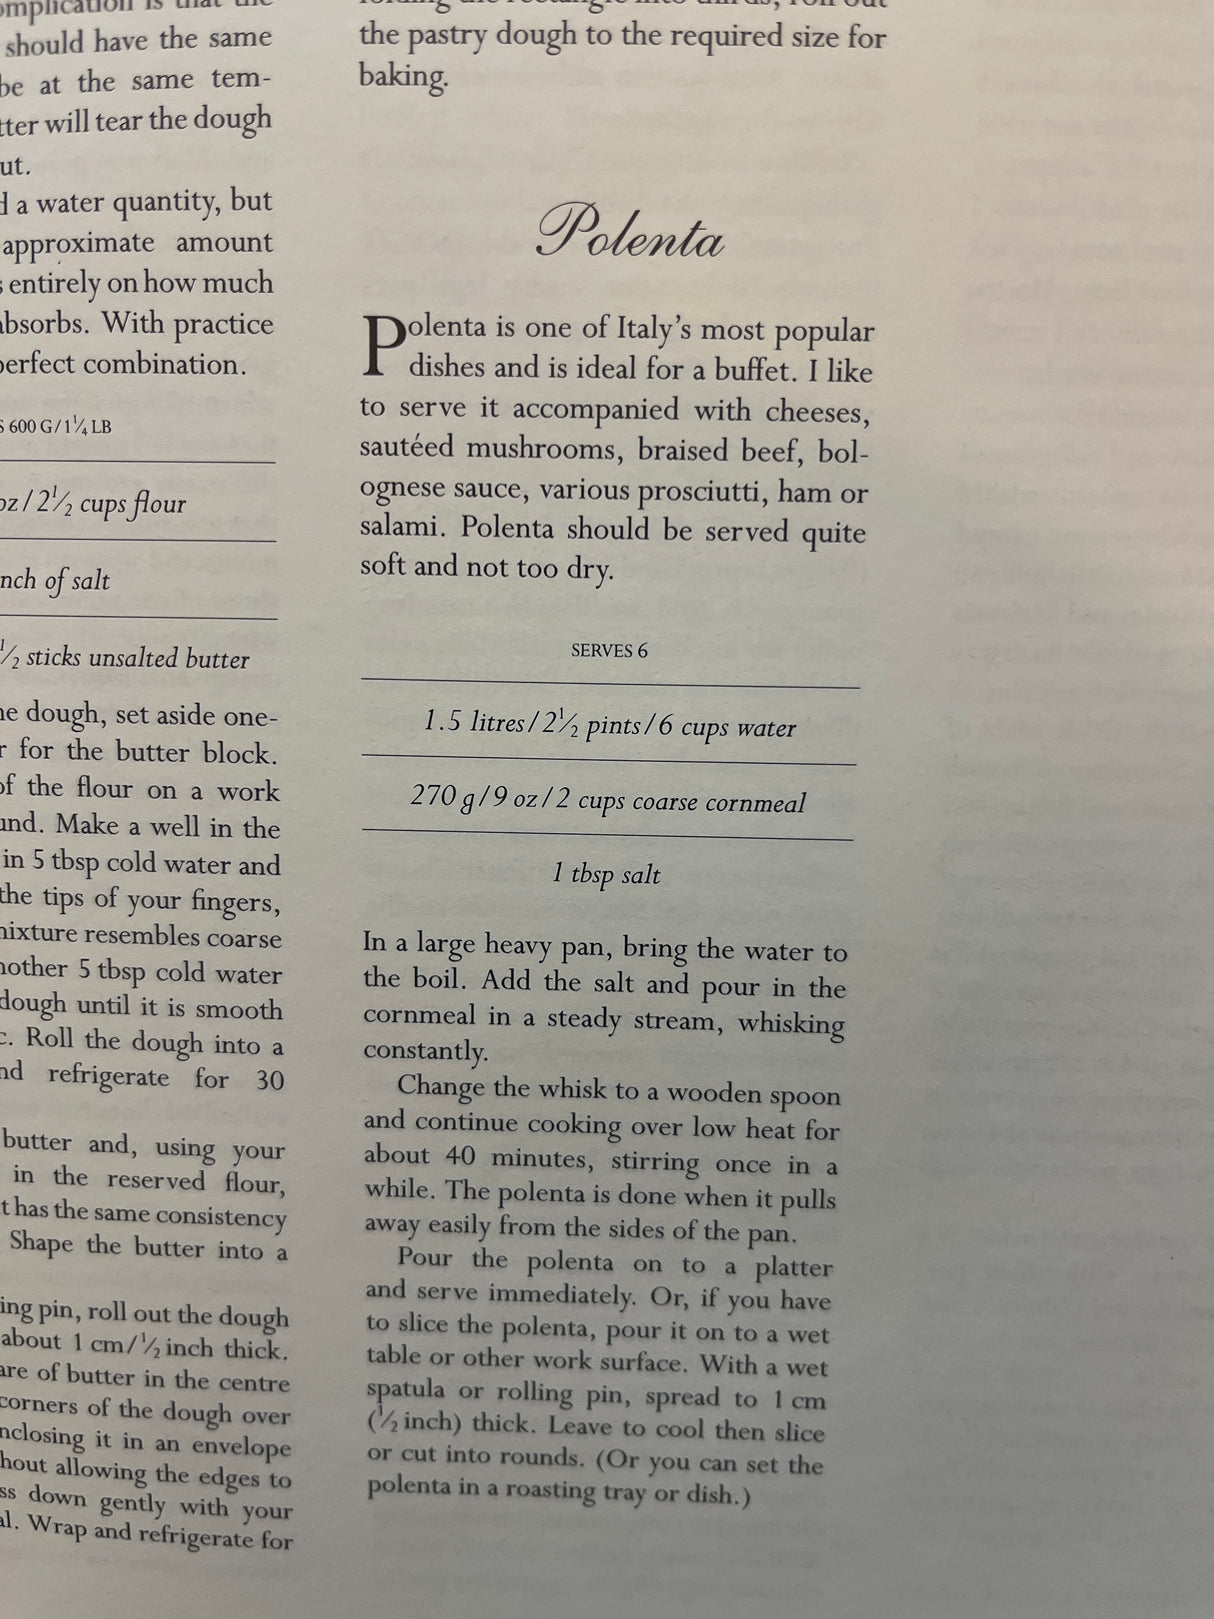 omplication is that the
should have the same
be at the same tem-
tter will tear the dough
ut.
d a water quantity, but
approximate amount
s entirely on how much
absorbs. With practice
perfect combination.
S 600 G/1¼ LB
oz/2½ cups flour
nch of salt
½ sticks unsalted butter
ne dough, set aside one-
r for the butter block.
of the flour on a work
und. Make a well in the
in 5 tbsp cold water and
the tips of your fingers,
nixture resembles coarse
nother 5 tbsp cold water
dough until it is smooth
c. Roll the dough into a
nd refrigerate for 30
butter and, using your
in the reserved flour,
t has the same consistency
Shape the butter into a
ing pin, roll out the dough
about 1 cm/½ inch thick.
are of butter in the centre
corners of the dough over
nclosing it in an envelope
hout allowing the edges to
ss down gently with your
al. Wrap and refrigerate for
folding the rectangle into thirds, roll out
the pastry dough to the required size for
baking.
Polenta
Polenta is one of Italy's most popular
dishes and is ideal for a buffet. I like
to serve it accompanied with cheeses,
sautéed mushrooms, braised beef, bol-
ognese sauce, various prosciutti, ham or
salami. Polenta should be served quite
soft and not too dry.
SERVES 6
1.5 litres/2½ pints/6 cups water
270 g/9 oz/2 cups coarse cornmeal
1 tbsp salt
In a large heavy pan, bring the water to
the boil. Add the salt and pour in the
cornmeal in a steady stream, whisking
constantly.
Change the whisk to a wooden spoon
and continue cooking over low heat for
about 40 minutes, stirring once in a
while. The polenta is done when it pulls
away easily from the sides of the pan.
Pour the polenta on to a platter
and serve immediately. Or, if you have
to slice the polenta, pour it on to a wet
table or other work surface. With a wet
spatula or rolling pin, spread to 1 cm
(½ inch) thick. Leave to cool then slice
or cut into rounds. (Or you can set the
polenta in a roasting tray or dish.)